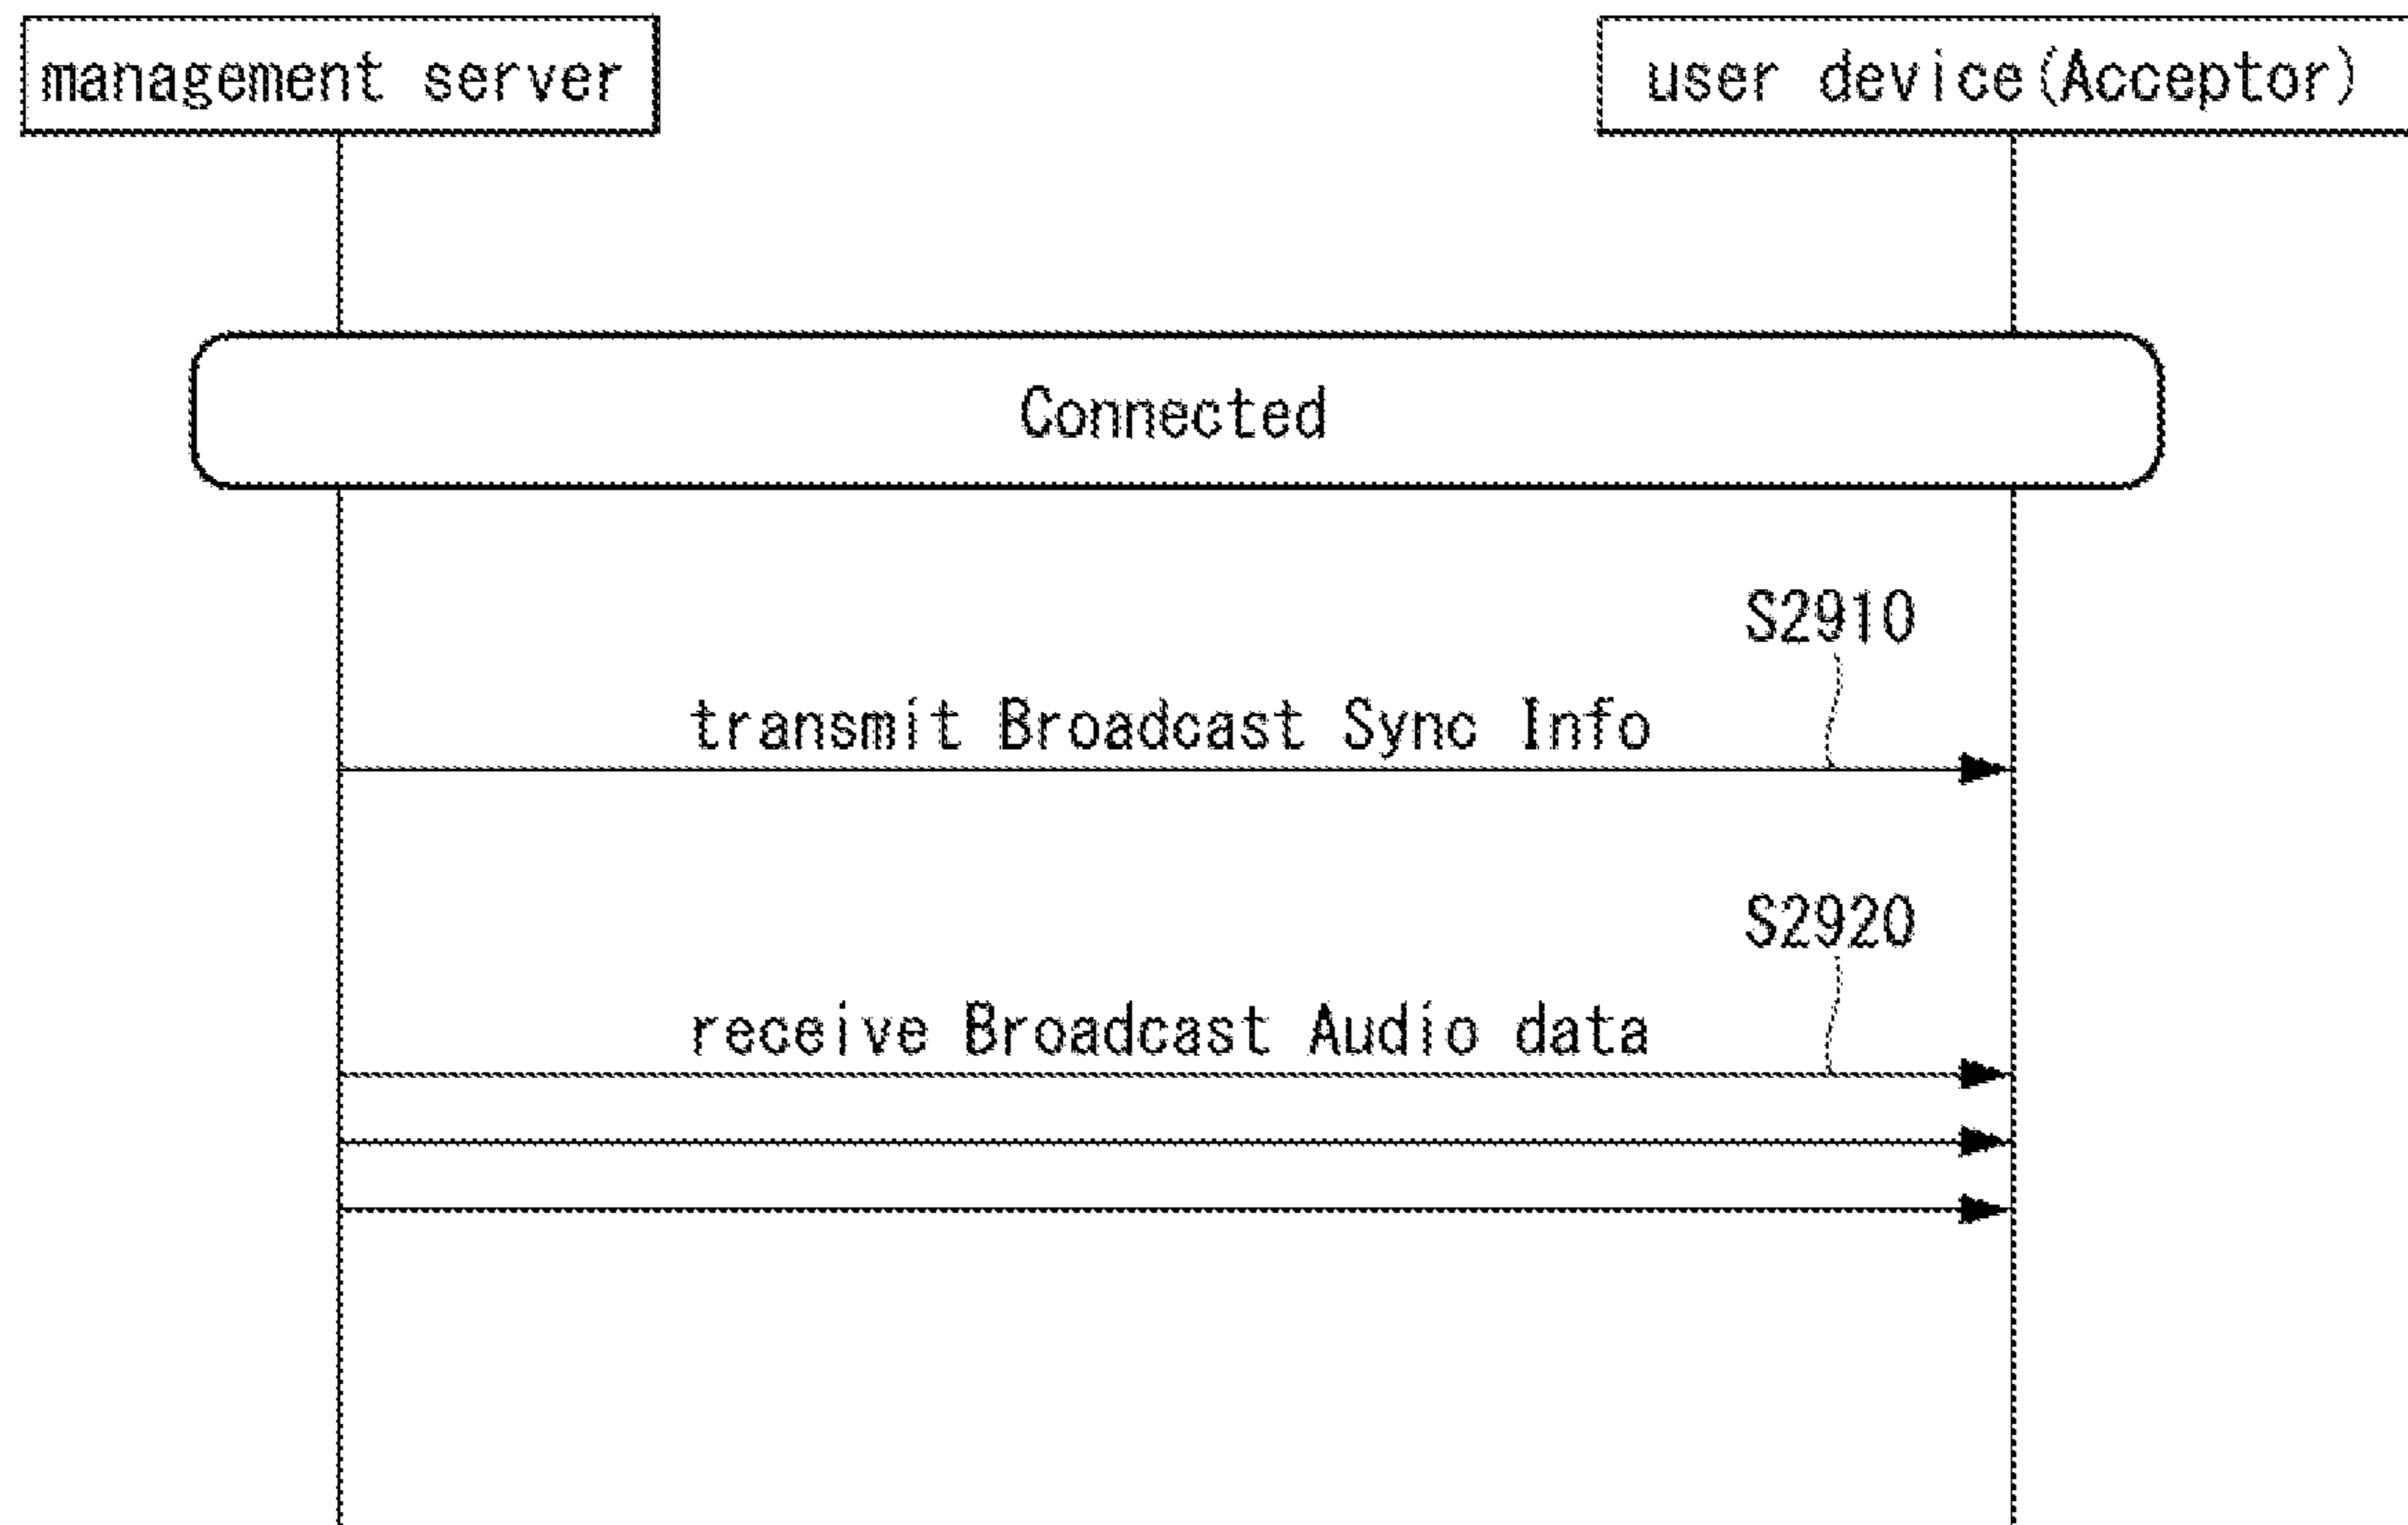 management server
user device(Acceptor)
Connected
S2910
transmit Broadcast Sync Info
S2920
receive Broadcast Audio data